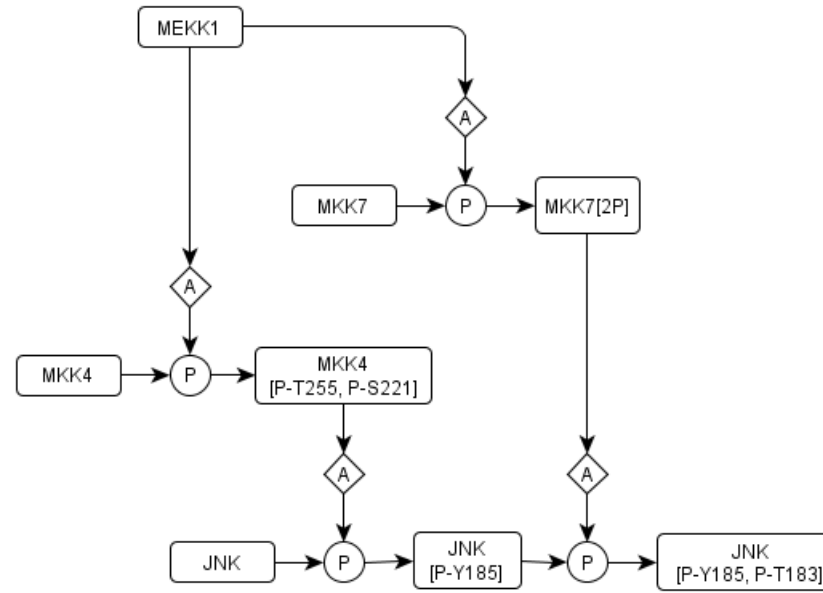 MEKK1
A
MKK7
P
MKK7[2P]
A
MKK4
P
MKK4
[P-T255, P-S221]
A
A
JNK
P
JNK
[P-Y185]
P
JNK
[P-Y185, P-T183]